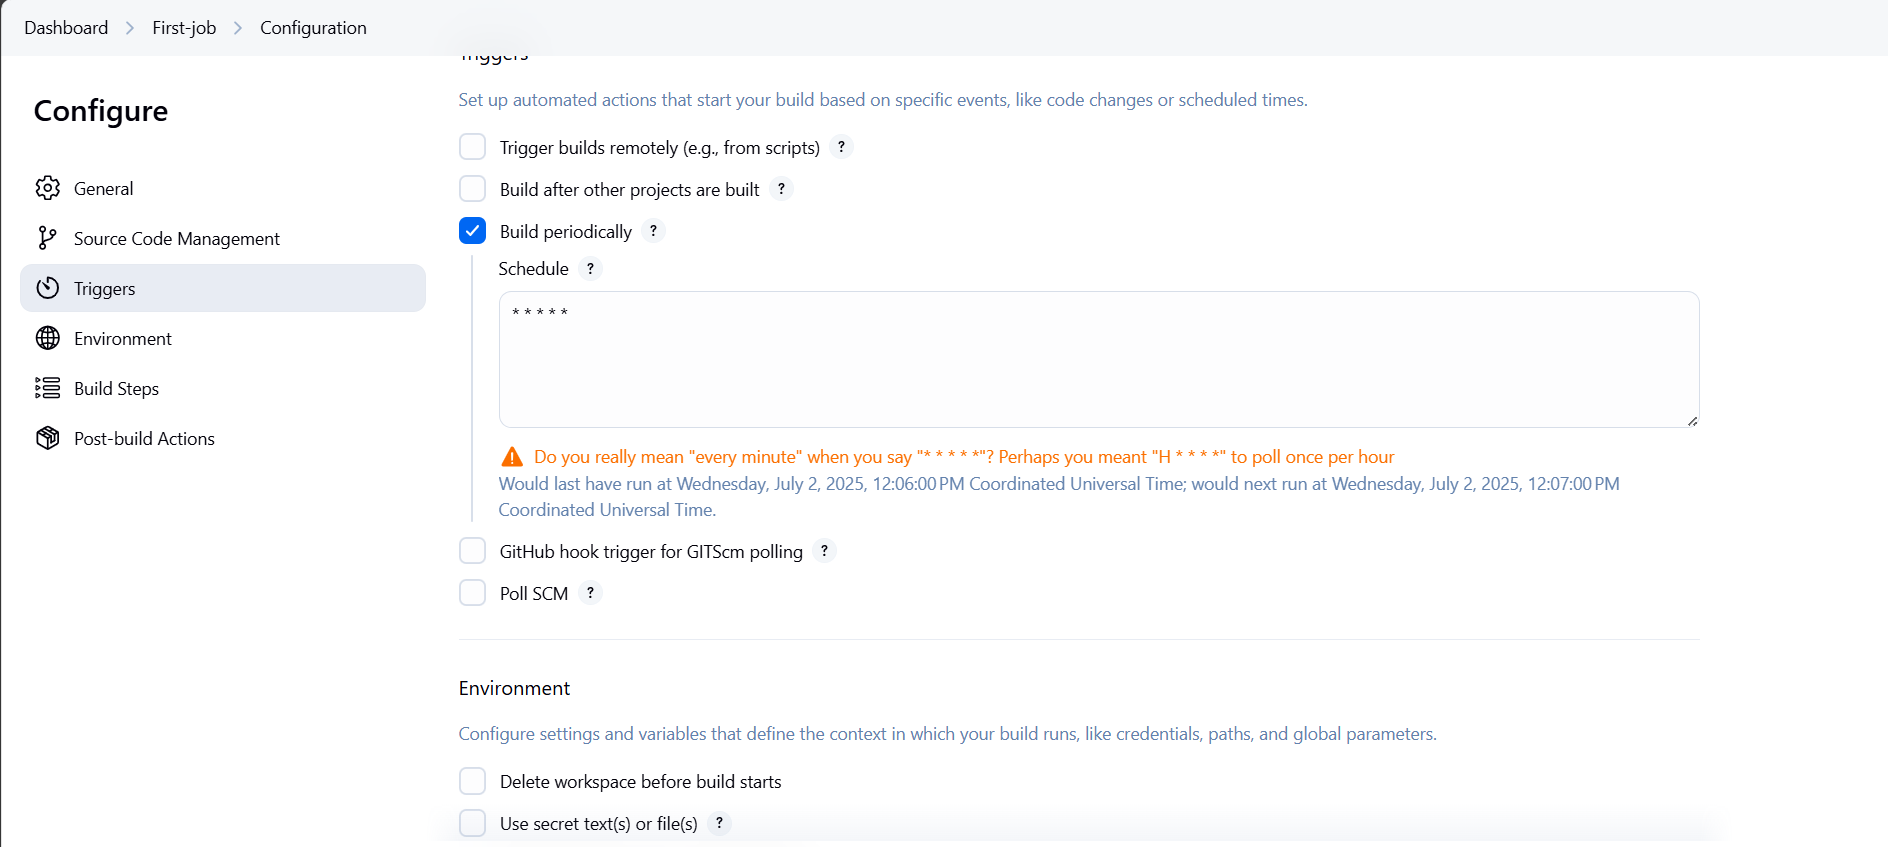 Dashboard > First-job > Configuration
Configure
General
Source Code Management
Triggers
Environment
Build Steps
Post-build Actions
Triggers
Set up automated actions that start your build based on specific events, like code changes or scheduled times.
Trigger builds remotely (e.g., from scripts) ?
Build after other projects are built ?
Build periodically ?
Schedule ?
* * * * *
Do you really mean "every minute" when you say "* * * * *"? Perhaps you meant "H * * * *" to poll once per hour
Would last have run at Wednesday, July 2, 2025, 12:06:00 PM Coordinated Universal Time; would next run at Wednesday, July 2, 2025, 12:07:00 PM
Coordinated Universal Time.
GitHub hook trigger for GITScm polling ?
Poll SCM ?
Environment
Configure settings and variables that define the context in which your build runs, like credentials, paths, and global parameters.
Delete workspace before build starts
Use secret text(s) or file(s) ?